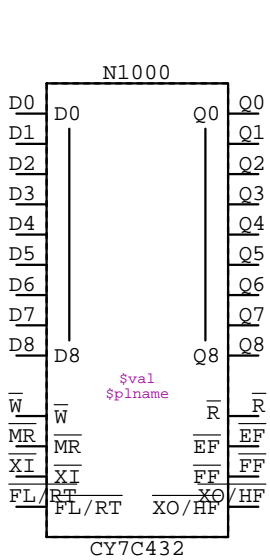 N1000
D0 D0 Q0 Q0
D1 Q1
D2 Q2
D3 Q3
D4 Q4
D5 Q5
D6 Q6
D7 Q7
D8 D8 Q8 Q8
$val
$plname
W W R R
MR MR EF EF
XI XI FF FF
FL/RT FL/RT XO/HF XO/HF
CY7C432